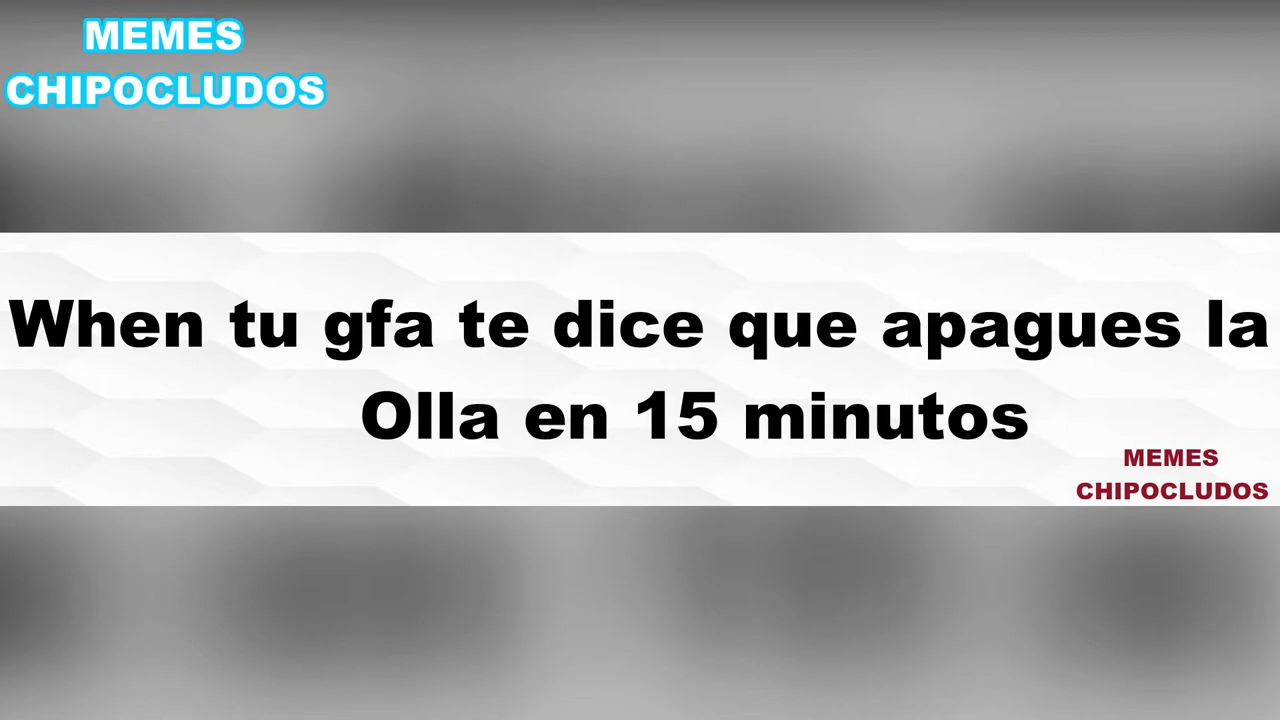 MEMES
CHIPOCLUDOS
When tu gfa te dice que apagues la
Olla en 15 minutos
MEMES
CHIPOCLUDOS